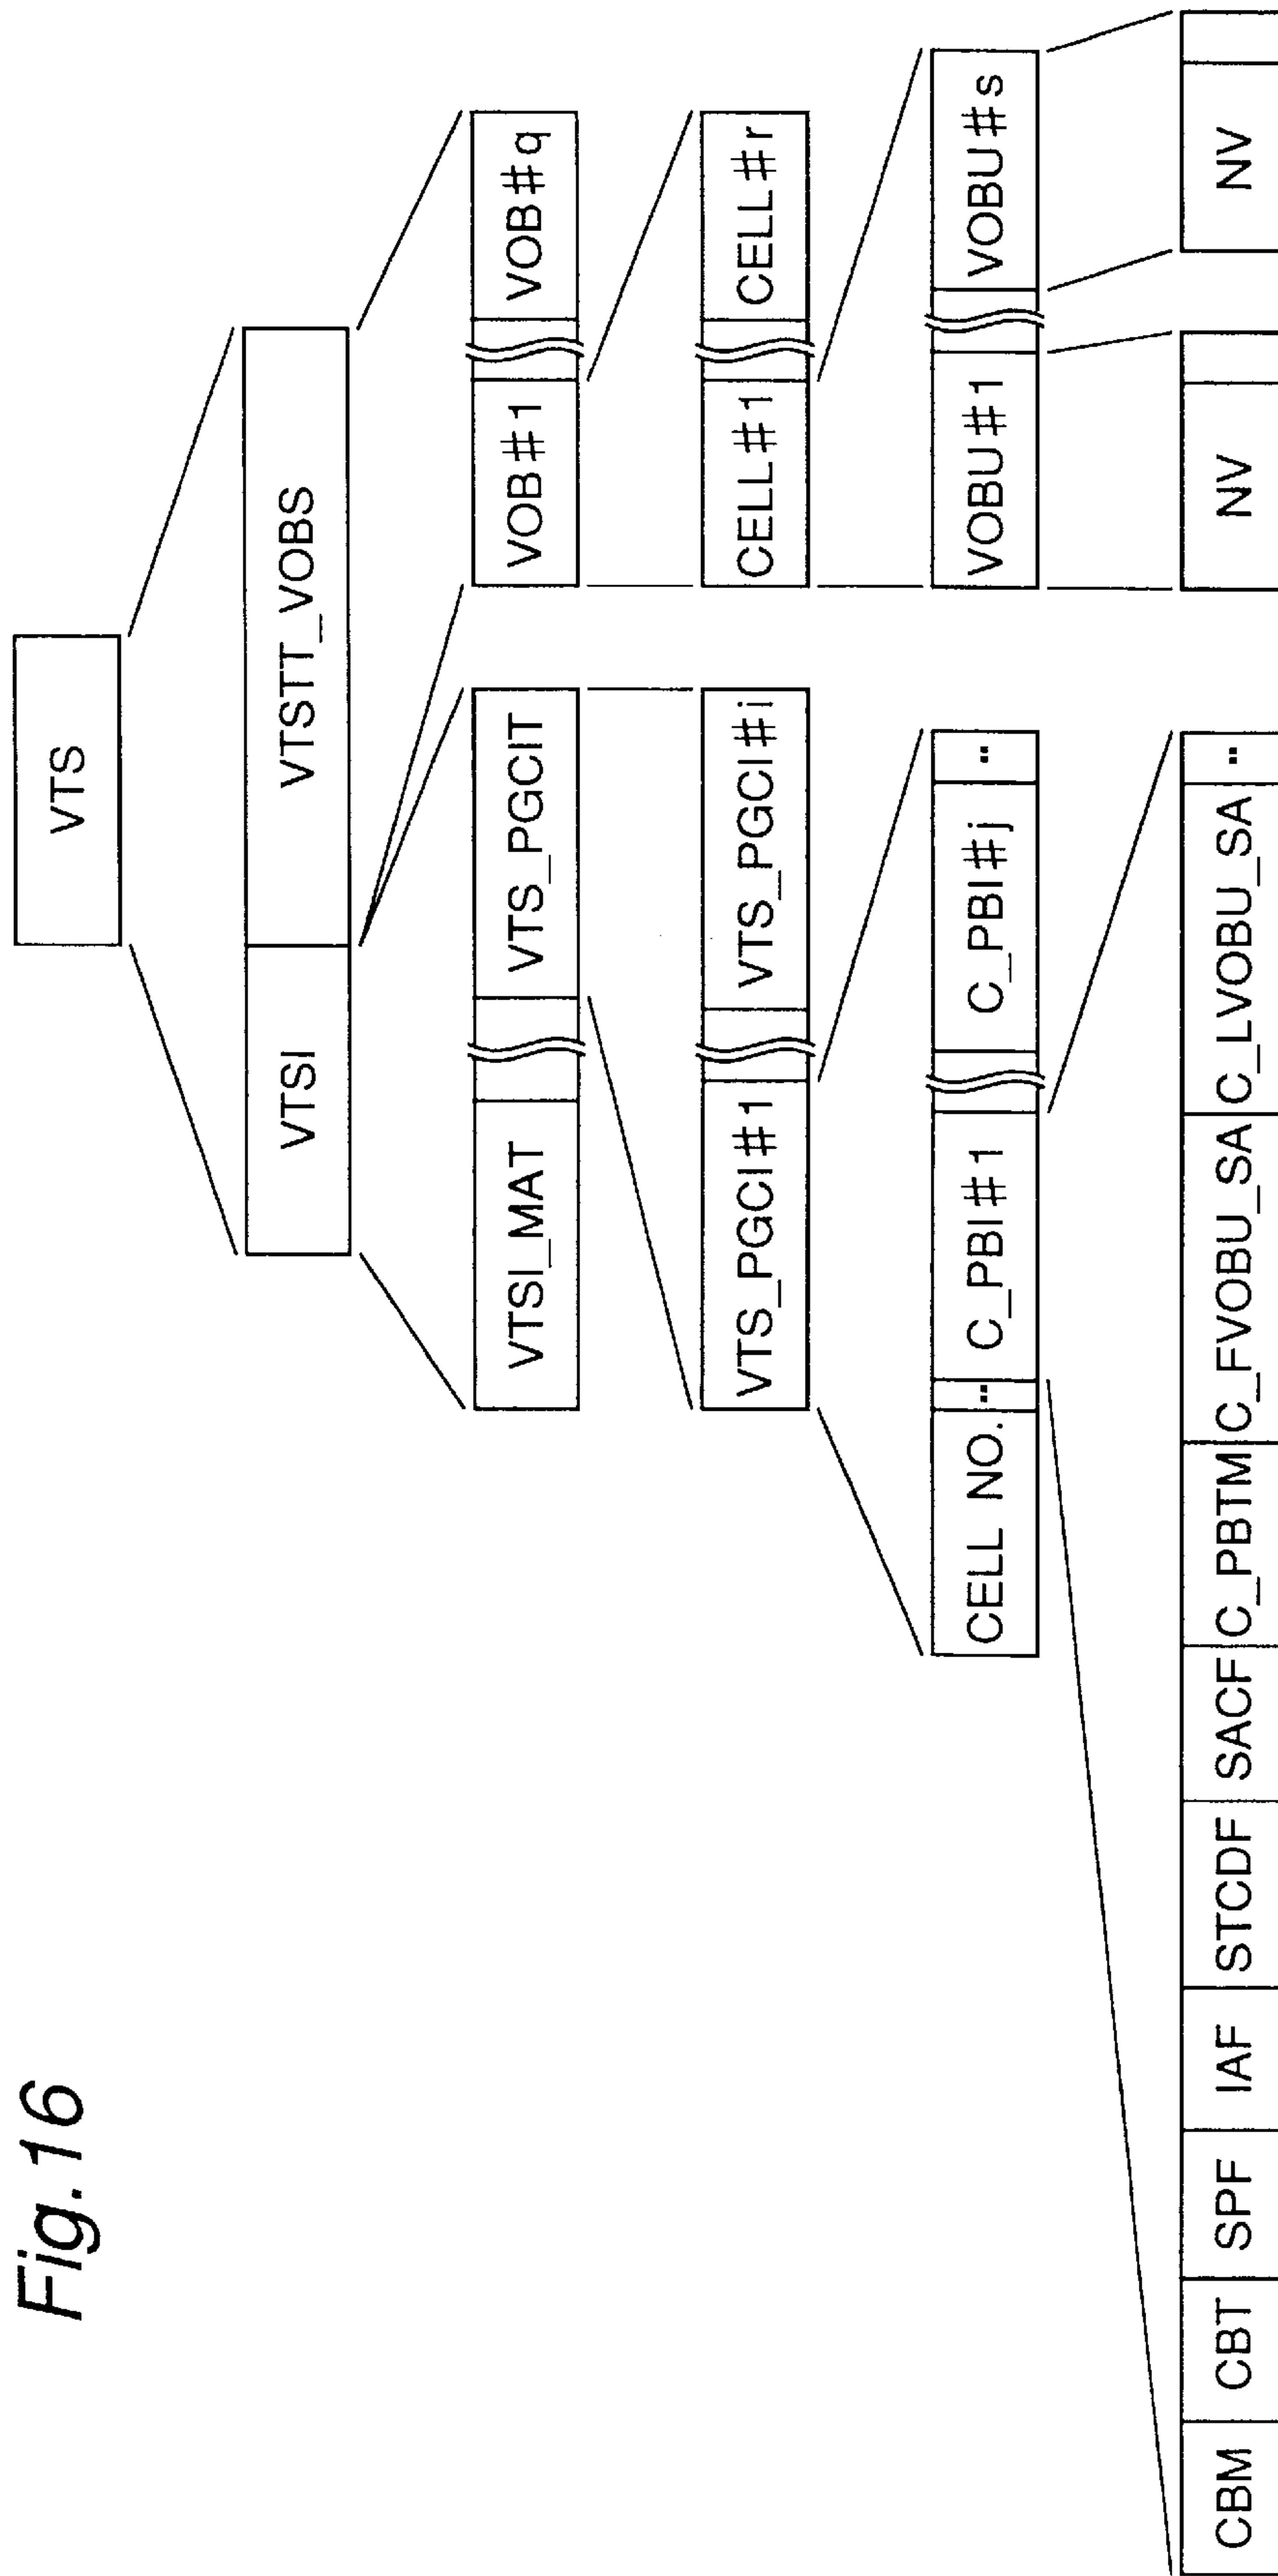 Fig.16
VTS
VTSI VTSTT_VOBS
VTSI_MAT VTS_PGCIT VOB#1 VOB#q
VTS_PGCI#1 VTS_PGCI#i CELL#1 CELL#r
CELL NO. .. C_PBI#1 C_PBI#j .. VOBU#1 VOBU#s
CBM CBT SPF IAF STCDF SACF C_PBTM C_FVOBU_SA C_LVOBU_SA .. NV NV